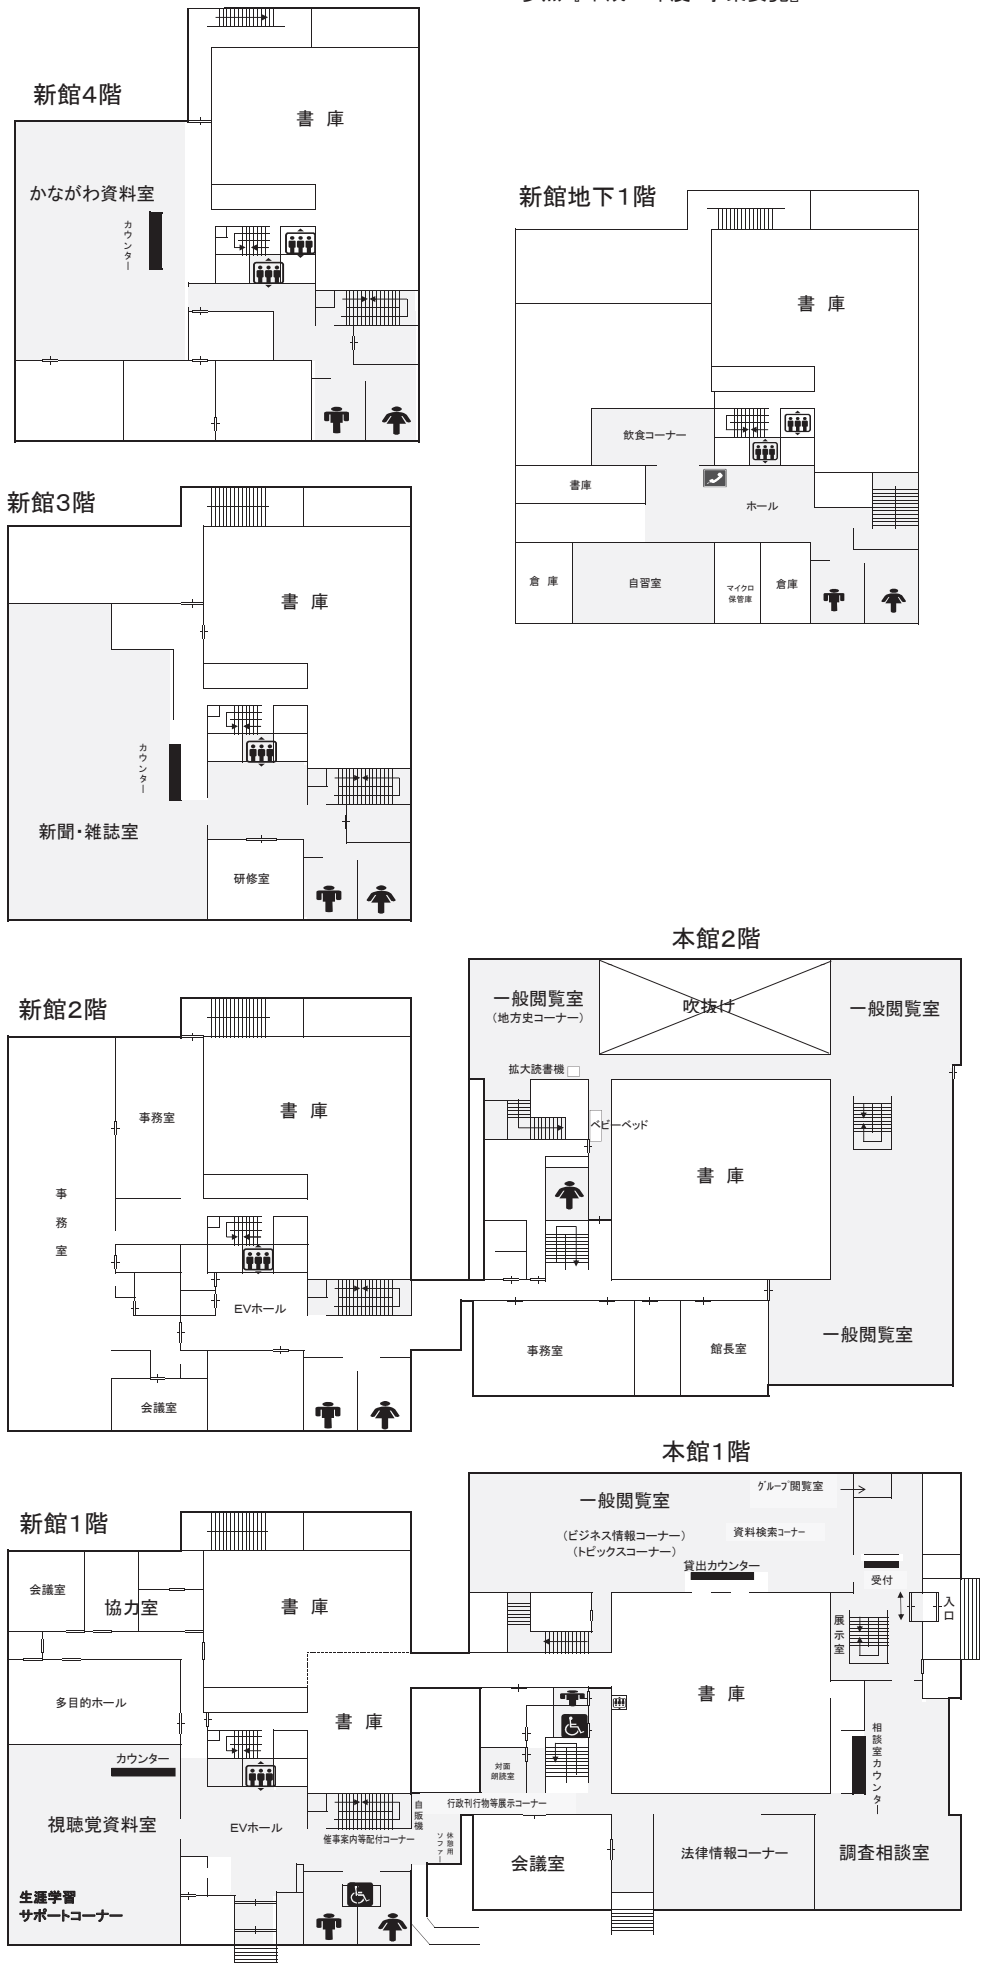 新館4階
書 庫
かながわ資料室
カウンター
新館地下1階
書 庫
飲食コーナー
書庫
ホール
倉 庫
自習室
マイクロ
保管庫
倉庫
新館3階
書 庫
カウンター
新聞・雑誌室
研修室
本館2階
一般閲覧室
(地方史コーナー)
吹抜け
一般閲覧室
拡大読書機
ベビーベッド
書 庫
一般閲覧室
事務室
館長室
新館2階
事務室
書 庫
事務室
EVホール
会議室
本館1階
一般閲覧室
グループ閲覧室
(ビジネス情報コーナー)
(トピックスコーナー)
資料検索コーナー
貸出カウンター
受付
入口
展示室
書 庫
相談室カウンター
対面
朗読室
行政刊行物等展示コーナー
会議室
法律情報コーナー
調査相談室
新館1階
会議室
協力室
書 庫
多目的ホール
書 庫
カウンター
視聴覚資料室
EVホール
催事案内等配付コーナー
自販機
休憩用
ソファー
生涯学習
サポートコーナー